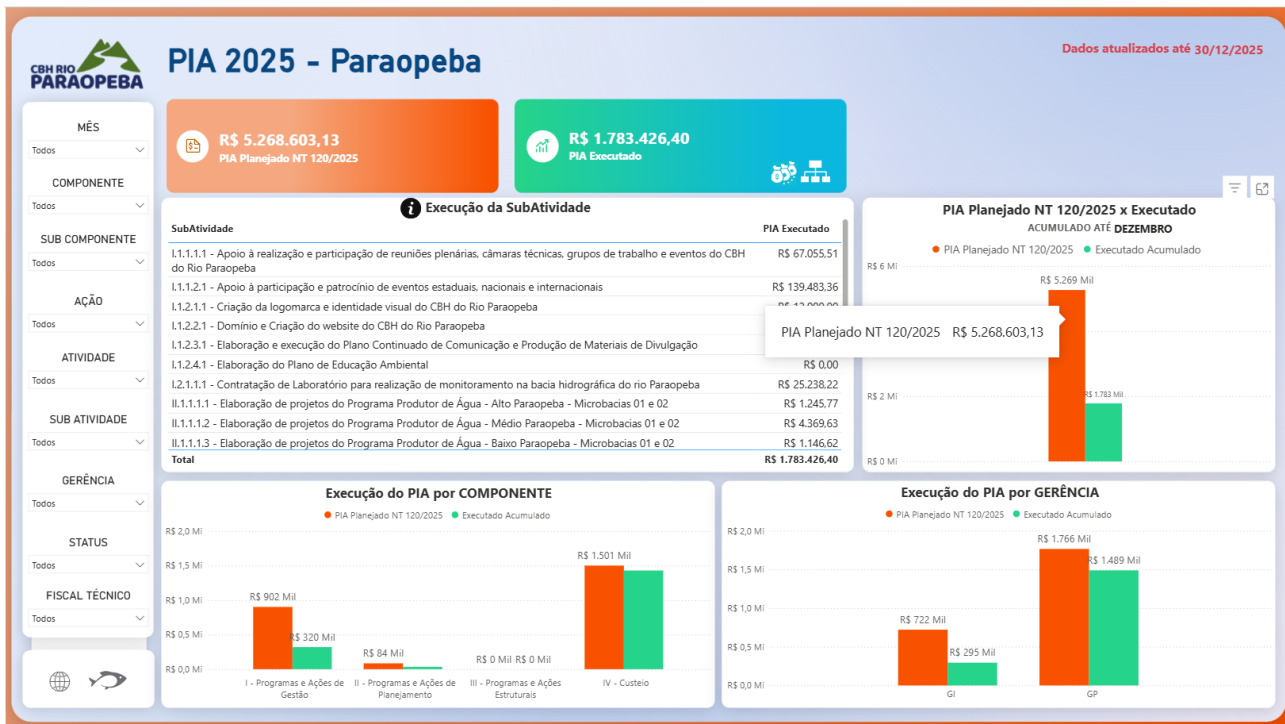 CBH RIO
PARAOPEBA
PIA 2025 - Paraopeba
Dados atualizados até 30/12/2025
MÊS
Todos
COMPONENTE
Todos
SUB COMPONENTE
Todos
AÇÃO
Todos
ATIVIDADE
Todos
SUB ATIVIDADE
Todos
GERÊNCIA
Todos
STATUS
Todos
FISCAL TÉCNICO
Todos
R$ 5.268.603,13
PIA Planejado NT 120/2025
R$ 1.783.426,40
PIA Executado
i Execução da SubAtividade
SubAtividade PIA Executado
I.1.1.1.1 - Apoio à realização e participação de reuniões plenárias, câmaras técnicas, grupos de trabalho e eventos do CBH R$ 67.055,51
do Rio Paraopeba
I.1.1.2.1 - Apoio à participação e patrocínio de eventos estaduais, nacionais e internacionais R$ 139.483,36
I.1.2.1.1 - Criação da logomarca e identidade visual do CBH do Rio Paraopeba
I.1.2.2.1 - Domínio e Criação do website do CBH do Rio Paraopeba
I.1.2.3.1 - Elaboração e execução do Plano Continuado de Comunicação e Produção de Materiais de Divulgação
I.1.2.4.1 - Elaboração do Plano de Educação Ambiental R$ 0,00
I.2.1.1.1 - Contratação de Laboratório para realização de monitoramento na bacia hidrográfica do rio Paraopeba R$ 25.238,22
II.1.1.1.1 - Elaboração de projetos do Programa Produtor de Água - Alto Paraopeba - Microbacias 01 e 02 R$ 1.245,77
II.1.1.1.2 - Elaboração de projetos do Programa Produtor de Água - Médio Paraopeba - Microbacias 01 e 02 R$ 4.369,63
II.1.1.1.3 - Elaboração de projetos do Programa Produtor de Água - Baixo Paraopeba - Microbacias 01 e 02 R$ 1.146,62
Total R$ 1.783.426,40
PIA Planejado NT 120/2025 x Executado
ACUMULADO ATÉ DEZEMBRO
PIA Planejado NT 120/2025 Executado Acumulado
R$ 6 Mi
R$ 5.269 Mil
PIA Planejado NT 120/2025 R$ 5.268.603,13
R$ 2 Mi
R$ 1.783 Mil
R$ 0 Mi
Execução do PIA por COMPONENTE
PIA Planejado NT 120/2025 Executado Acumulado
R$ 2,0 Mi
R$ 1,5 Mi
R$ 1,0 Mi
R$ 0,5 Mi
R$ 0,0 Mi
R$ 902 Mil
R$ 320 Mil
R$ 84 Mil
R$ 0 Mil R$ 0 Mil
R$ 1.501 Mil
I - Programas e Ações de
Gestão
II - Programas e Ações de
Planejamento
III - Programas e Ações
Estruturais
IV - Custeio
Execução do PIA por GERÊNCIA
PIA Planejado NT 120/2025 Executado Acumulado
R$ 2,0 Mi
R$ 1,5 Mi
R$ 1,0 Mi
R$ 0,5 Mi
R$ 0,0 Mi
R$ 722 Mil
R$ 295 Mil
R$ 1.766 Mil
R$ 1.489 Mil
GI
GP